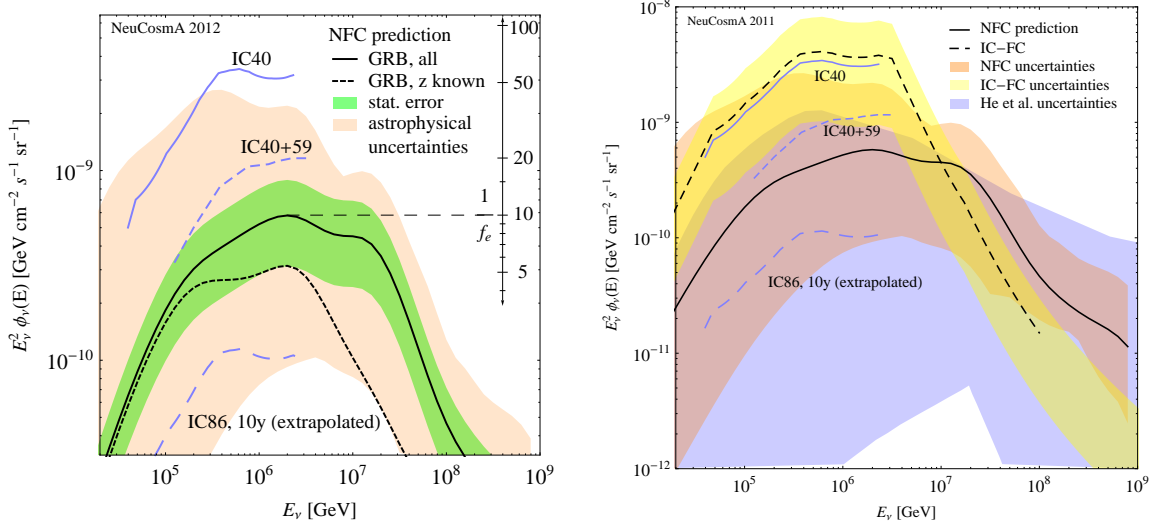 NeuCosmA 2012
NFC prediction
GRB, all
GRB, z known
stat. error
astrophysical
uncertainties
IC40
IC40+59
IC86, 10y (extrapolated)
1
f_e
100
50
20
10
5
10^-9
10^-10
10^5
10^6
10^7
10^8
10^9
E_ν [GeV]
E_ν^2 ϕ_ν(E) [GeV cm^-2 s^-1 sr^-1]
NeuCosmA 2011
NFC prediction
IC-FC
NFC uncertainties
IC-FC uncertainties
He et al. uncertainties
IC40
IC40+59
IC86, 10y (extrapolated)
10^-8
10^-9
10^-10
10^-11
10^-12
10^5
10^6
10^7
10^8
10^9
E_ν [GeV]
E_ν^2 ϕ_ν(E) [GeV cm^-2 s^-1 sr^-1]